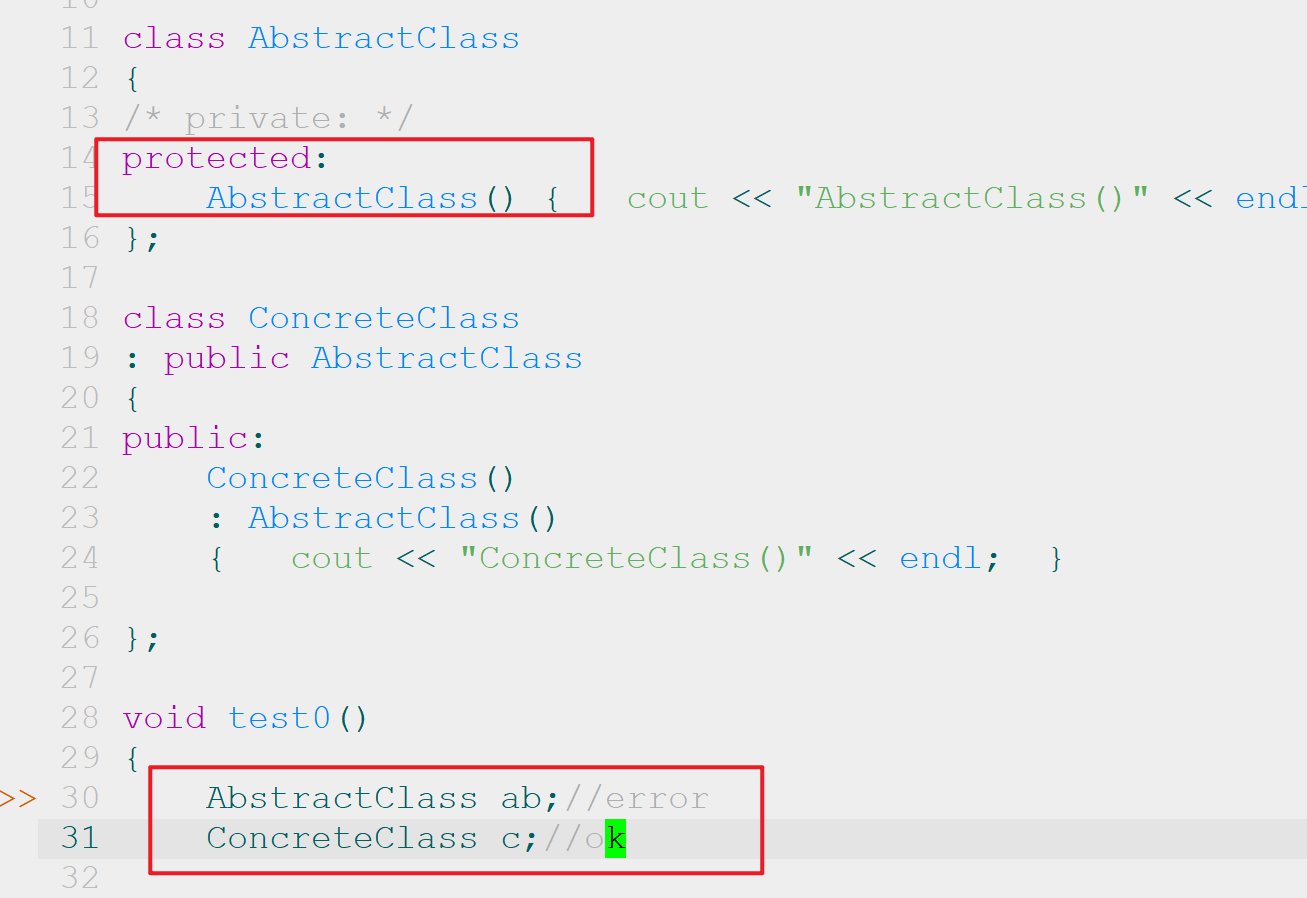 10
11 class AbstractClass
12 {
13 /* private: */
14 protected:
15     AbstractClass() {   cout << "AbstractClass()" << endl
16 };
17
18 class ConcreteClass
19 : public AbstractClass
20 {
21 public:
22     ConcreteClass()
23     : AbstractClass()
24     {   cout << "ConcreteClass()" << endl;  }
25
26 };
27
28 void test0()
29 {
>> 30     AbstractClass ab;//error
31     ConcreteClass c;//ok
32